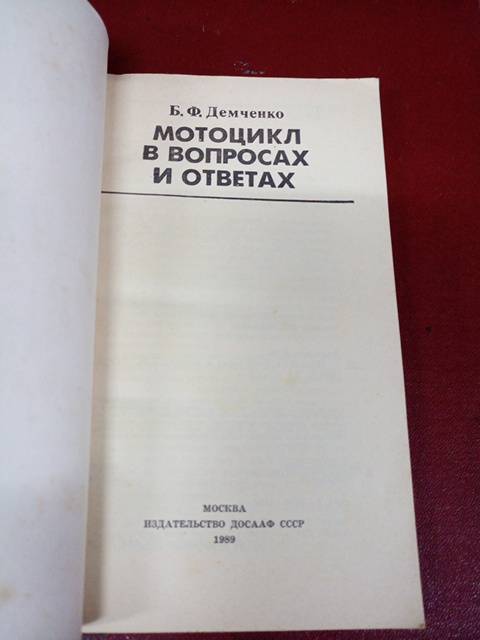 Б. Ф. Демченко
МОТОЦИКЛ
В ВОПРОСАХ
И ОТВЕТАХ
МОСКВА
ИЗДАТЕЛЬСТВО ДОСААФ СССР
1989